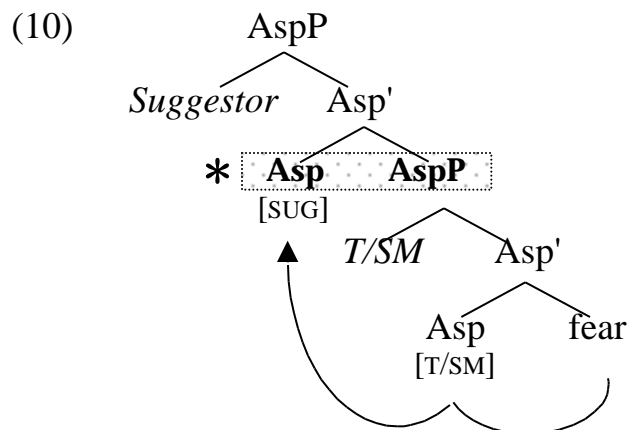 (10) AspP
Suggestor Asp'
* Asp AspP
[SUG]
T/SM Asp'
Asp fear
[T/SM]